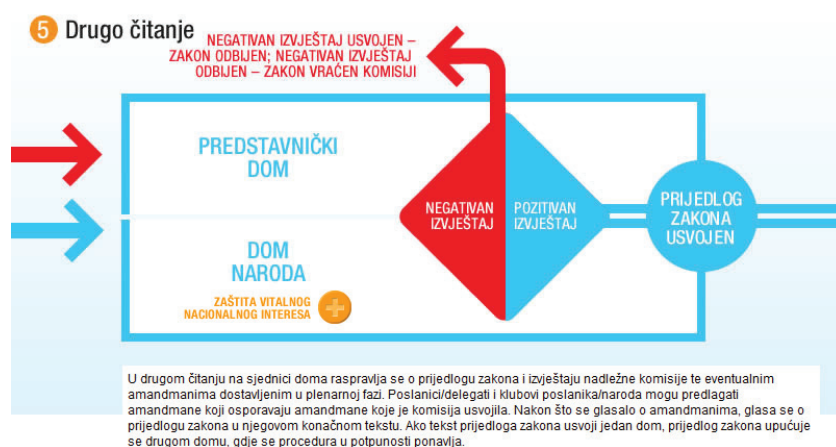 5 Drugo čitanje
NEGATIVAN IZVJEŠTAJ USVOJEN –
ZAKON ODBIJEN; NEGATIVAN IZVJEŠTAJ
ODBIJEN – ZAKON VRAĆEN KOMISIJI
PREDSTAVNIČKI
DOM
NEGATIVAN
IZVJEŠTAJ
POZITIVAN
IZVJEŠTAJ
PRIJEDLOG
ZAKONA
USVOJEN
DOM
NARODA
ZAŠTITA VITALNOG
NACIONALNOG INTERESA
U drugom čitanju na sjednici doma raspravlja se o prijedlogu zakona i izvještaju nadležne komisije te eventualnim
amandmanima dostavljenim u plenarnoj fazi. Poslanici/delegati i klubovi poslanika/naroda mogu predlagati
amandmane koji osporavaju amandmane koje je komisija usvojila. Nakon što se glasalo o amandmanima, glasa se o
prijedlogu zakona u njegovom konačnom tekstu. Ako tekst prijedloga zakona usvoji jedan dom, prijedlog zakona upućuje
se drugom domu, gdje se procedura u potpunosti ponavlja.